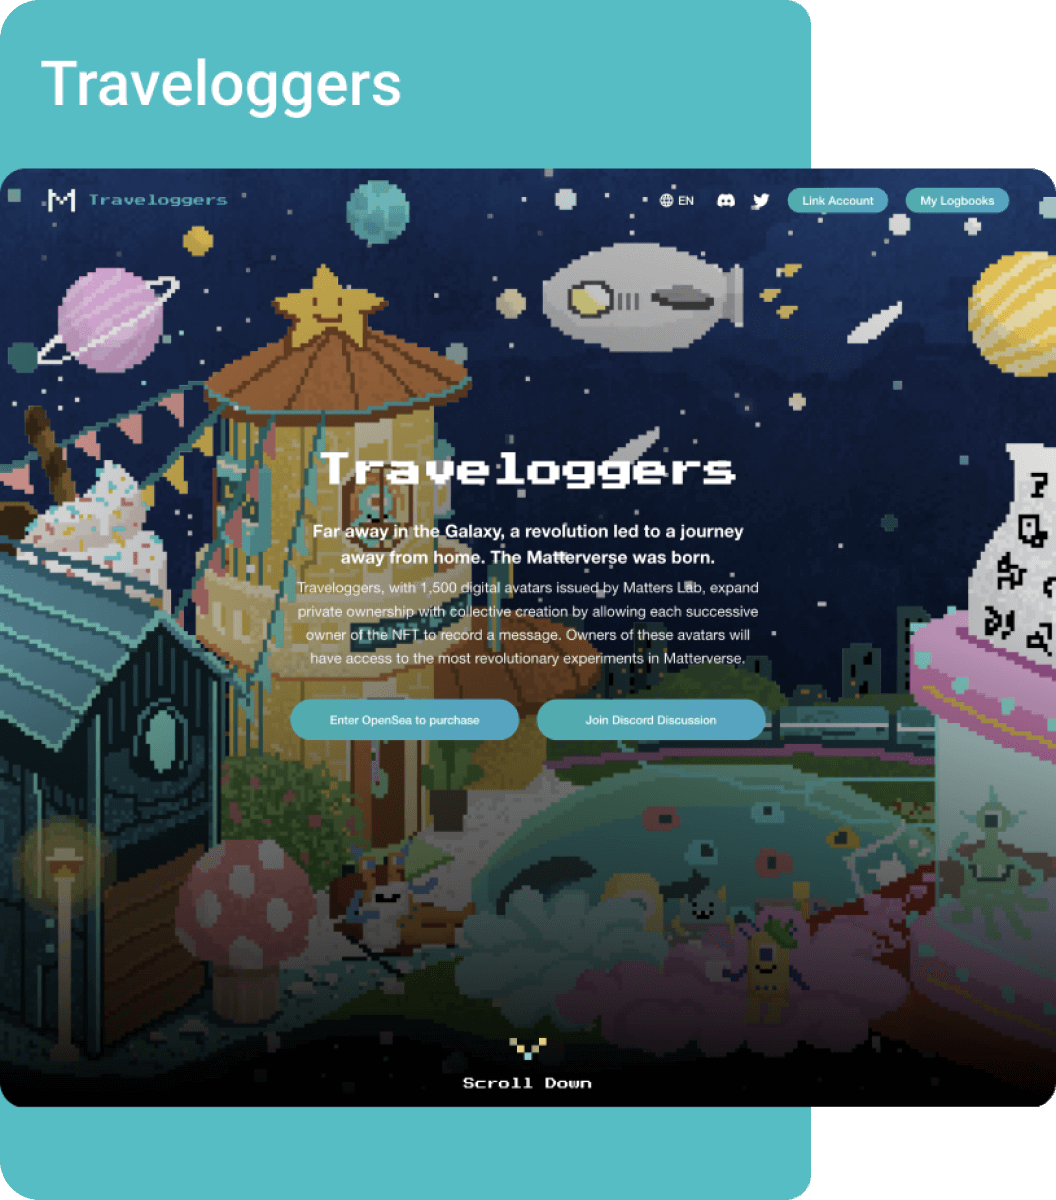 Traveloggers
Traveloggers
EN
Link Account
My Logbooks
Traveloggers
Far away in the Galaxy, a revolution led to a journey
away from home. The Matterverse was born.
Traveloggers, with 1,500 digital avatars issued by Matters Lab, expand
private ownership with collective creation by allowing each successive
owner of the NFT to record a message. Owners of these avatars will
have access to the most revolutionary experiments in Matterverse.
Enter OpenSea to purchase
Join Discord Discussion
Scroll Down